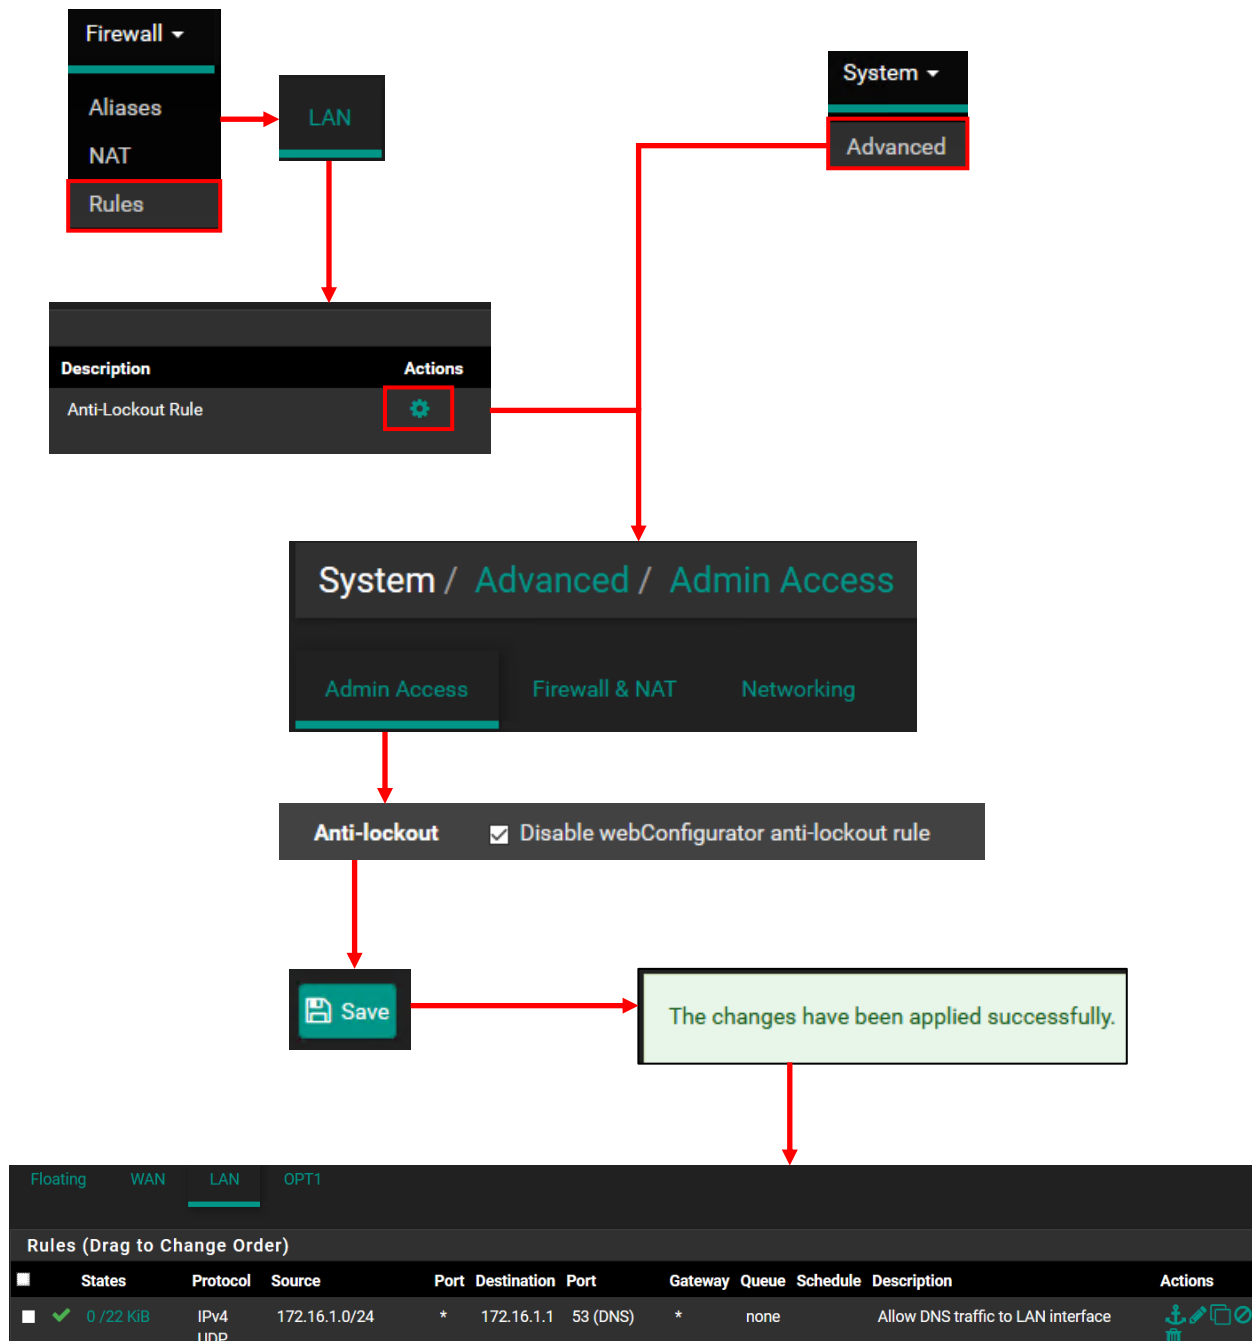 Firewall
Aliases
NAT
Rules
LAN
System
Advanced
Description Actions
Anti-Lockout Rule
System / Advanced / Admin Access
Admin Access Firewall & NAT Networking
Anti-lockout Disable webConfigurator anti-lockout rule
Save
The changes have been applied successfully.
Floating WAN LAN OPT1
Rules (Drag to Change Order)
States Protocol Source Port Destination Port Gateway Queue Schedule Description Actions
0 /22 KiB IPv4 172.16.1.0/24 * 172.16.1.1 53 (DNS) * none Allow DNS traffic to LAN interface
UDP